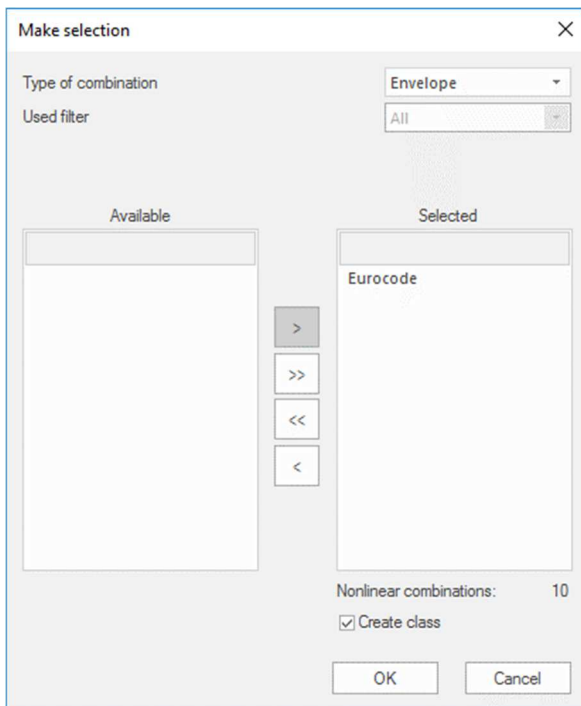 Make selection
Type of combination Envelope
Used filter All
Available Selected
Eurocode
>
>>
<<
<
Nonlinear combinations: 10
Create class
OK Cancel